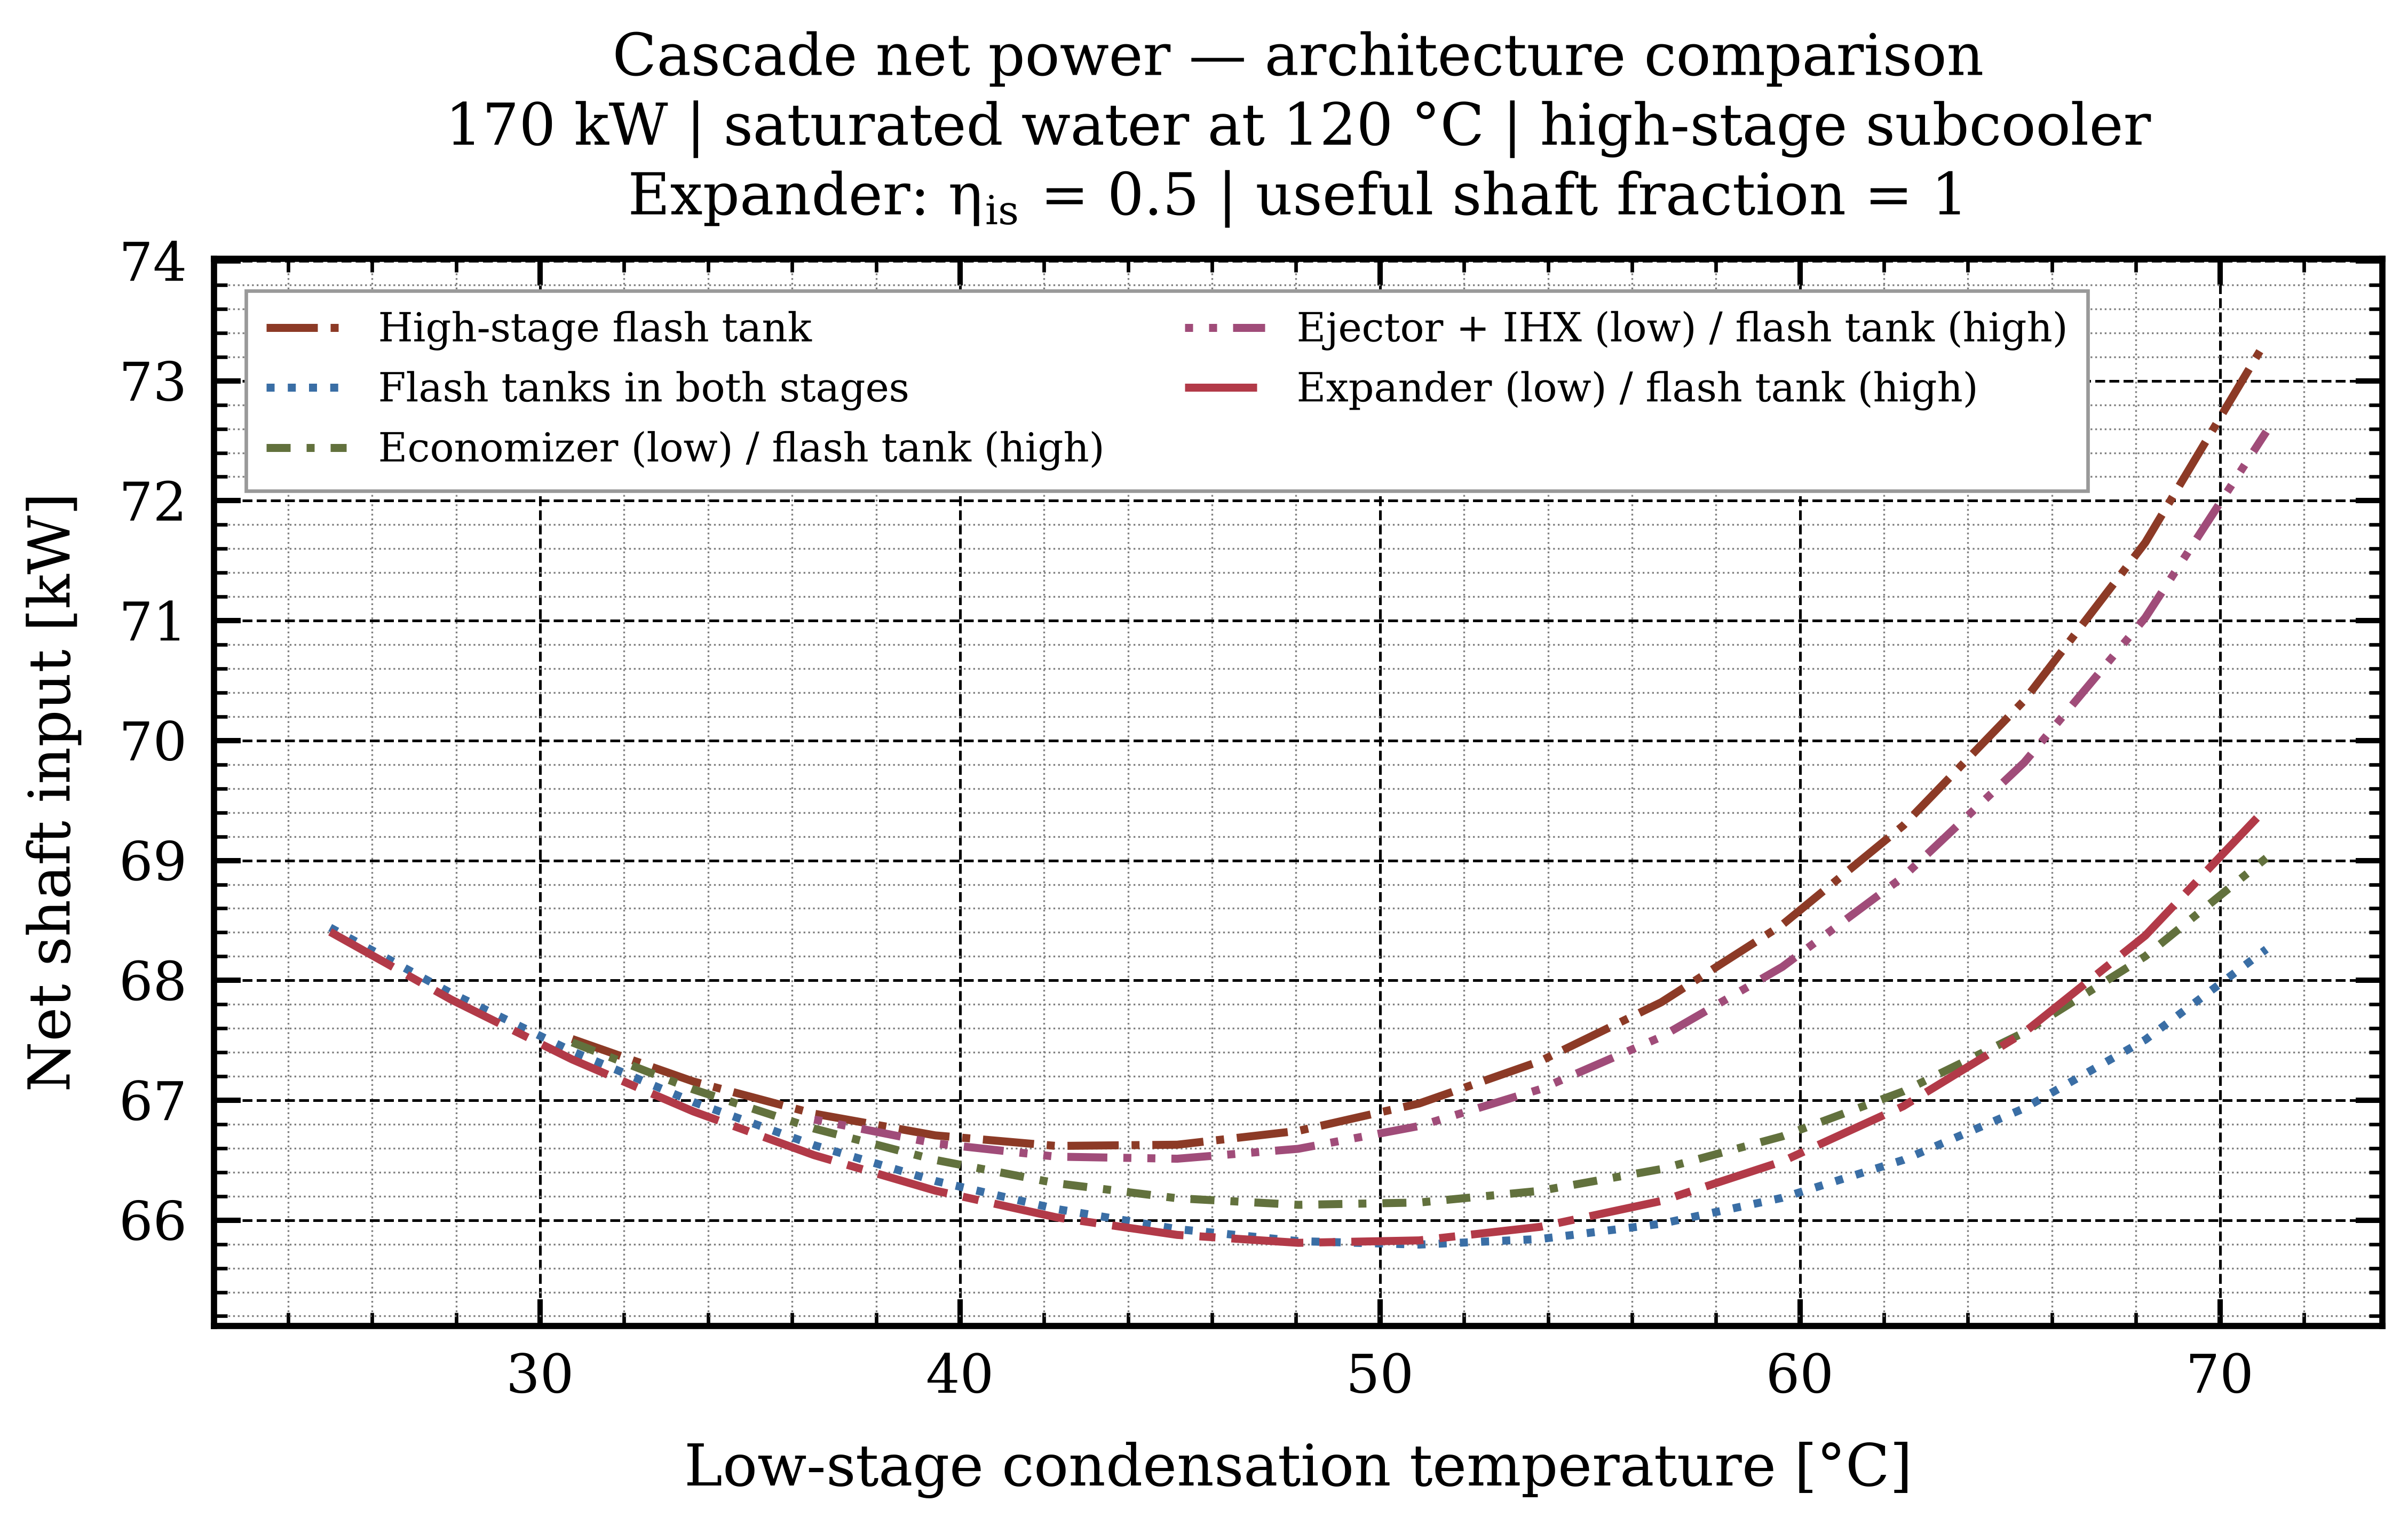 Cascade net power — architecture comparison
170 kW | saturated water at 120 °C | high-stage subcooler
Expander: ηis = 0.5 | useful shaft fraction = 1
High-stage flash tank
Flash tanks in both stages
Economizer (low) / flash tank (high)
Ejector + IHX (low) / flash tank (high)
Expander (low) / flash tank (high)
Net shaft input [kW]
74
73
72
71
70
69
68
67
66
30 40 50 60 70
Low-stage condensation temperature [°C]